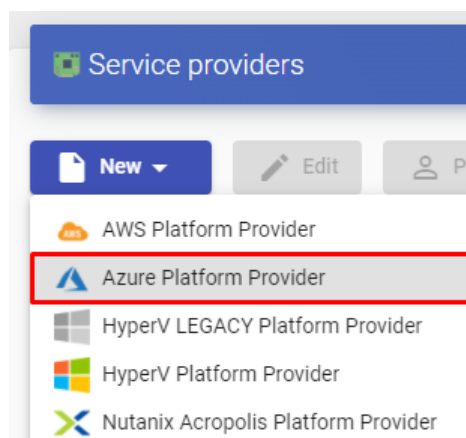 Service providers
New Edit P
AWS Platform Provider
Azure Platform Provider
HyperV LEGACY Platform Provider
HyperV Platform Provider
Nutanix Acropolis Platform Provider